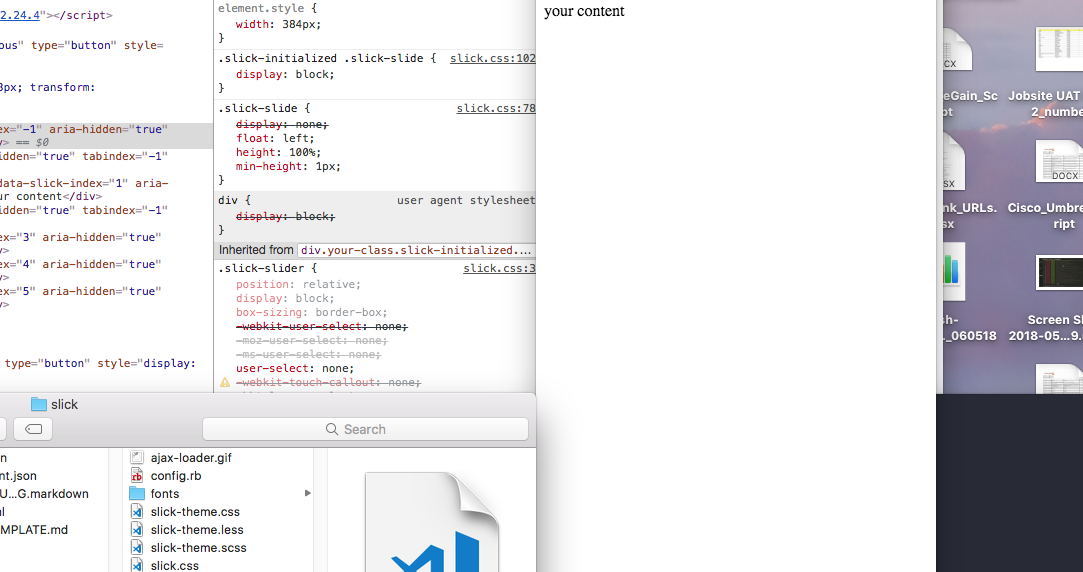 2.24.4"></script>
ous" type="button" style=
8px; transform:
ex="-1" aria-hidden="true"
> == $0
idden="true" tabindex="-1"
data-slick-index="1" aria-
ur content</div>
idden="true" tabindex="-1"
ex="3" aria-hidden="true"
>
ex="4" aria-hidden="true"
>
ex="5" aria-hidden="true"
>
type="button" style="display:
element.style {
width: 384px;
}
.slick-initialized .slick-slide { slick.css:102
display: block;
}
.slick-slide { slick.css:78
display: none;
float: left;
height: 100%;
min-height: 1px;
}
div { user agent stylesheet
display: block;
}
Inherited from div.your-class.slick-initialized....
.slick-slider { slick.css:3
position: relative;
display: block;
box-sizing: border-box;
-webkit-user-select: none;
-moz-user-select: none;
-ms-user-select: none;
user-select: none;
-webkit-touch-callout: none;
slick
Search
n
nt.json
U...G.markdown
l
MPLATE.md
ajax-loader.gif
rb config.rb
fonts
slick-theme.css
slick-theme.less
slick-theme.scss
slick.css
your content
CX
eGain_Sc
pt
Jobsite UAT
2_numbe
SX
nk_URLs.
sx
DOCX
Cisco_Umbre
ript
sh-
_060518
Screen Sh
2018-05...9.